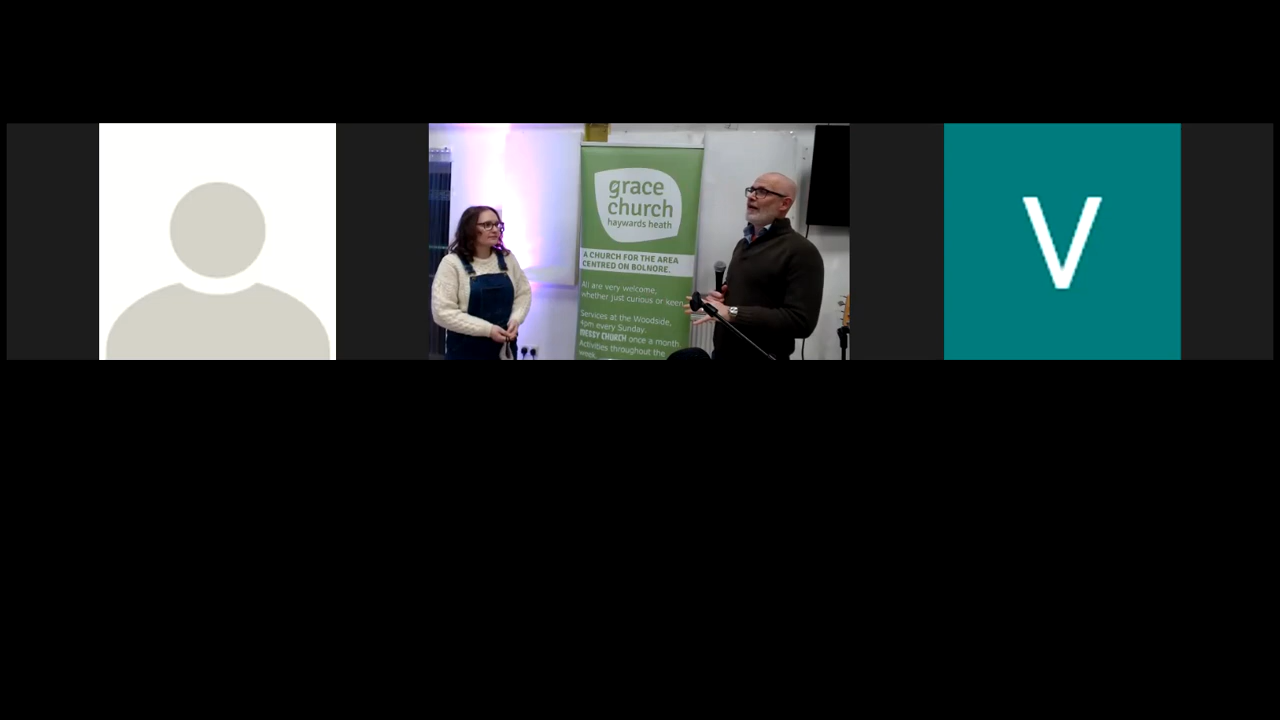 grace
church
haywards heath
A CHURCH FOR THE AREA
CENTRED ON BOLNORE.
All are very welcome,
whether just curious or keen
Services at the Woodside,
4pm every Sunday.
MESSY CHURCH once a month
Activities throughout the
week.
V